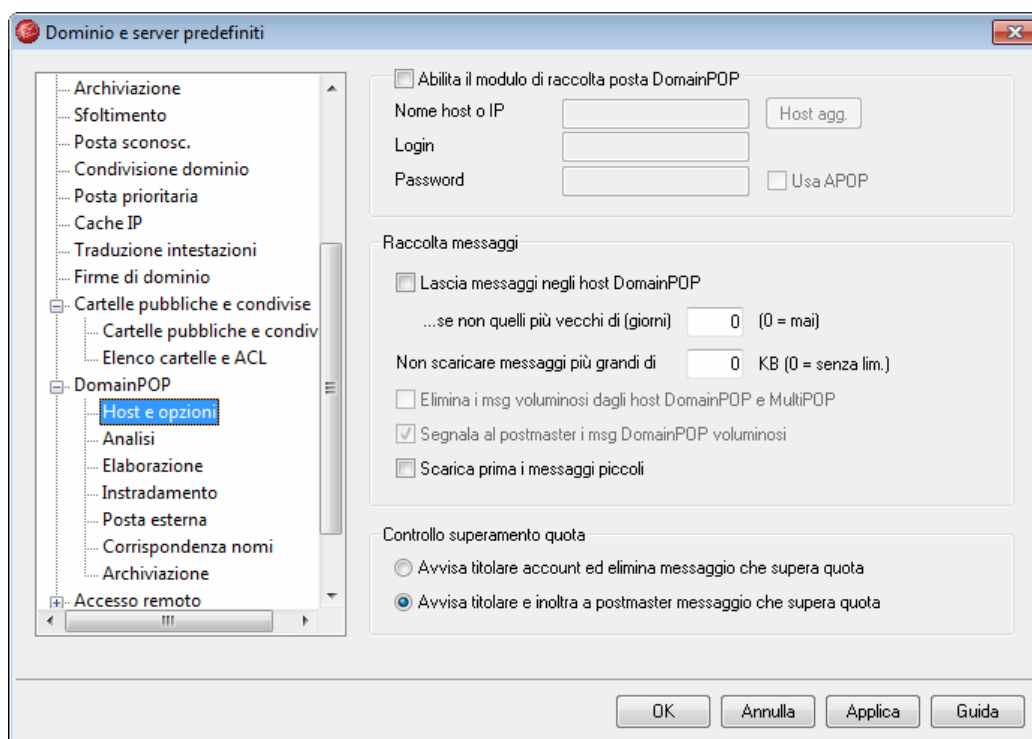 Dominio e server predefiniti
Archiviazione
Sfoltimento
Posta sconosc.
Condivisione dominio
Posta prioritaria
Cache IP
Traduzione intestazioni
Firme di dominio
Cartelle pubbliche e condivise
Cartelle pubbliche e condiv
Elenco cartelle e ACL
DomainPOP
Host e opzioni
Analisi
Elaborazione
Instradamento
Posta esterna
Corrispondenza nomi
Archiviazione
Accesso remoto
Abilita il modulo di raccolta posta DomainPOP
Nome host o IP
Host agg.
Login
Password
Usa APOP
Raccolta messaggi
Lascia messaggi negli host DomainPOP
...se non quelli più vecchi di (giorni) 0 (0 = mai)
Non scaricare messaggi più grandi di 0 KB (0 = senza lim.)
Elimina i msg voluminosi dagli host DomainPOP e MultiPOP
Segnala al postmaster i msg DomainPOP voluminosi
Scarica prima i messaggi piccoli
Controllo superamento quota
Avvisa titolare account ed elimina messaggio che supera quota
Avvisa titolare e inoltra a postmaster messaggio che supera quota
OK Annulla Applica Guida